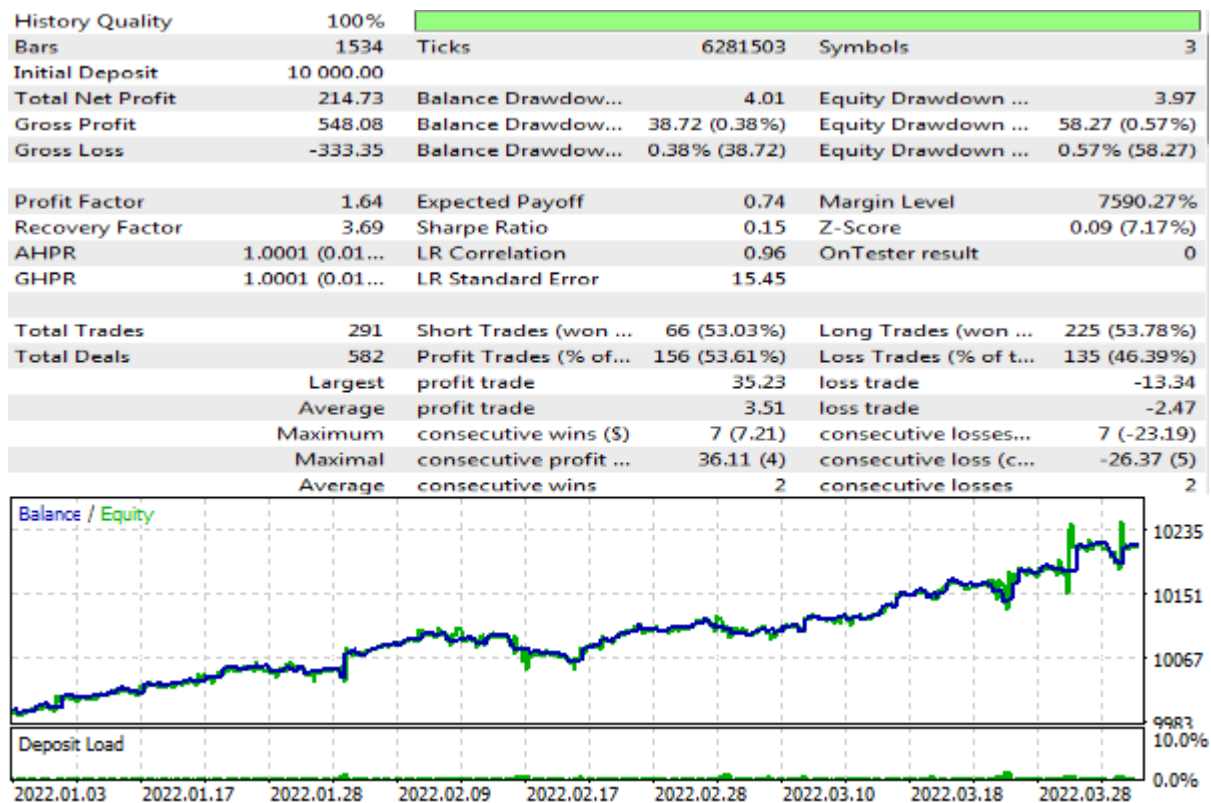 History Quality 100%
Bars 1534 Ticks 6281503 Symbols 3
Initial Deposit 10 000.00
Total Net Profit 214.73 Balance Drawdow... 4.01 Equity Drawdown ... 3.97
Gross Profit 548.08 Balance Drawdow... 38.72 (0.38%) Equity Drawdown ... 58.27 (0.57%)
Gross Loss -333.35 Balance Drawdow... 0.38% (38.72) Equity Drawdown ... 0.57% (58.27)
Profit Factor 1.64 Expected Payoff 0.74 Margin Level 7590.27%
Recovery Factor 3.69 Sharpe Ratio 0.15 Z-Score 0.09 (7.17%)
AHPR 1.0001 (0.01... LR Correlation 0.96 OnTester result 0
GHPR 1.0001 (0.01... LR Standard Error 15.45
Total Trades 291 Short Trades (won ... 66 (53.03%) Long Trades (won ... 225 (53.78%)
Total Deals 582 Profit Trades (% of... 156 (53.61%) Loss Trades (% of t... 135 (46.39%)
Largest profit trade 35.23 loss trade -13.34
Average profit trade 3.51 loss trade -2.47
Maximum consecutive wins ($) 7 (7.21) consecutive losses... 7 (-23.19)
Maximal consecutive profit ... 36.11 (4) consecutive loss (c... -26.37 (5)
Average consecutive wins 2 consecutive losses 2
Balance / Equity
10235
10151
10067
9983
Deposit Load 10.0%
0.0%
2022.01.03 2022.01.17 2022.01.28 2022.02.09 2022.02.17 2022.02.28 2022.03.10 2022.03.18 2022.03.28